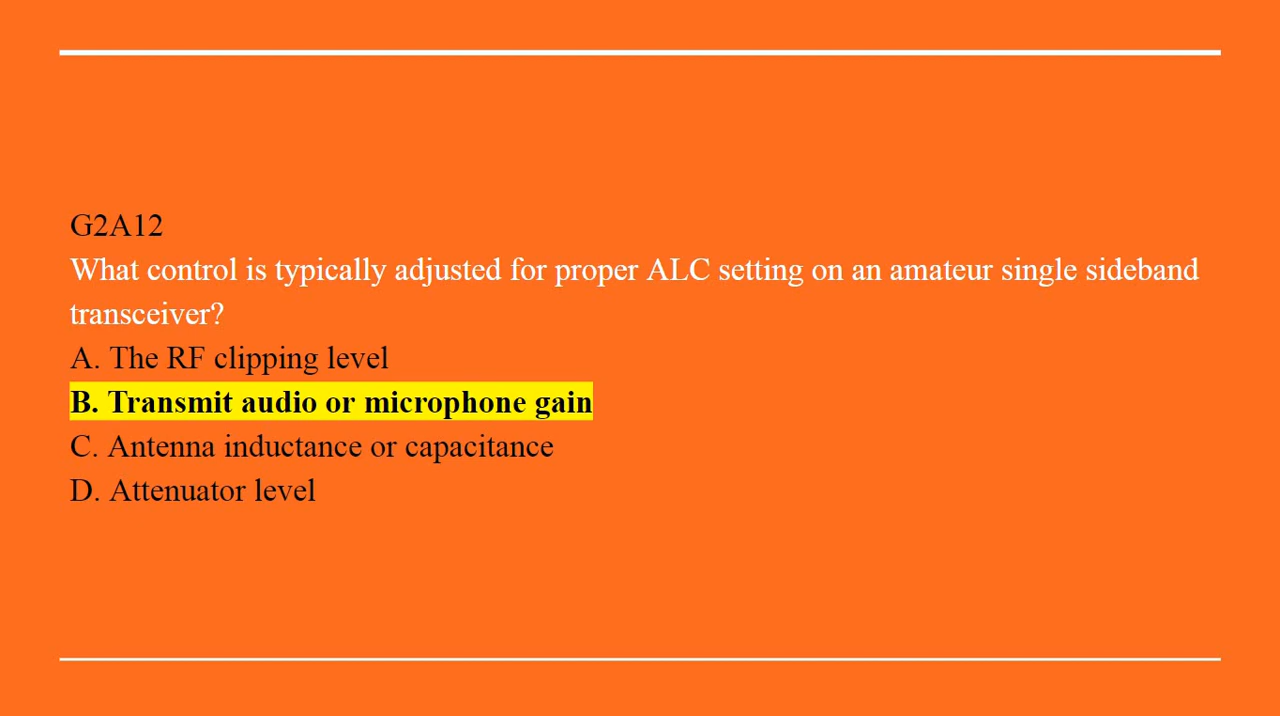 G2A12
What control is typically adjusted for proper ALC setting on an amateur single sideband
transceiver?
A. The RF clipping level
B. Transmit audio or microphone gain
C. Antenna inductance or capacitance
D. Attenuator level